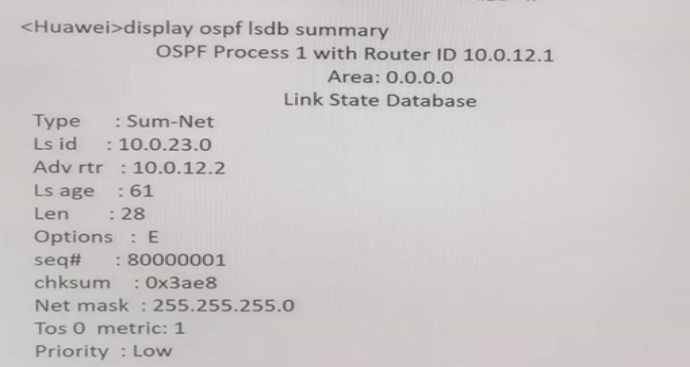 <Huawei>display ospf lsdb summary
OSPF Process 1 with Router ID 10.0.12.1
Area: 0.0.0.0
Link State Database
Type : Sum-Net
Ls id : 10.0.23.0
Adv rtr : 10.0.12.2
Ls age : 61
Len : 28
Options : E
seq# : 80000001
chksum : 0x3ae8
Net mask : 255.255.255.0
Tos 0 metric: 1
Priority : Low